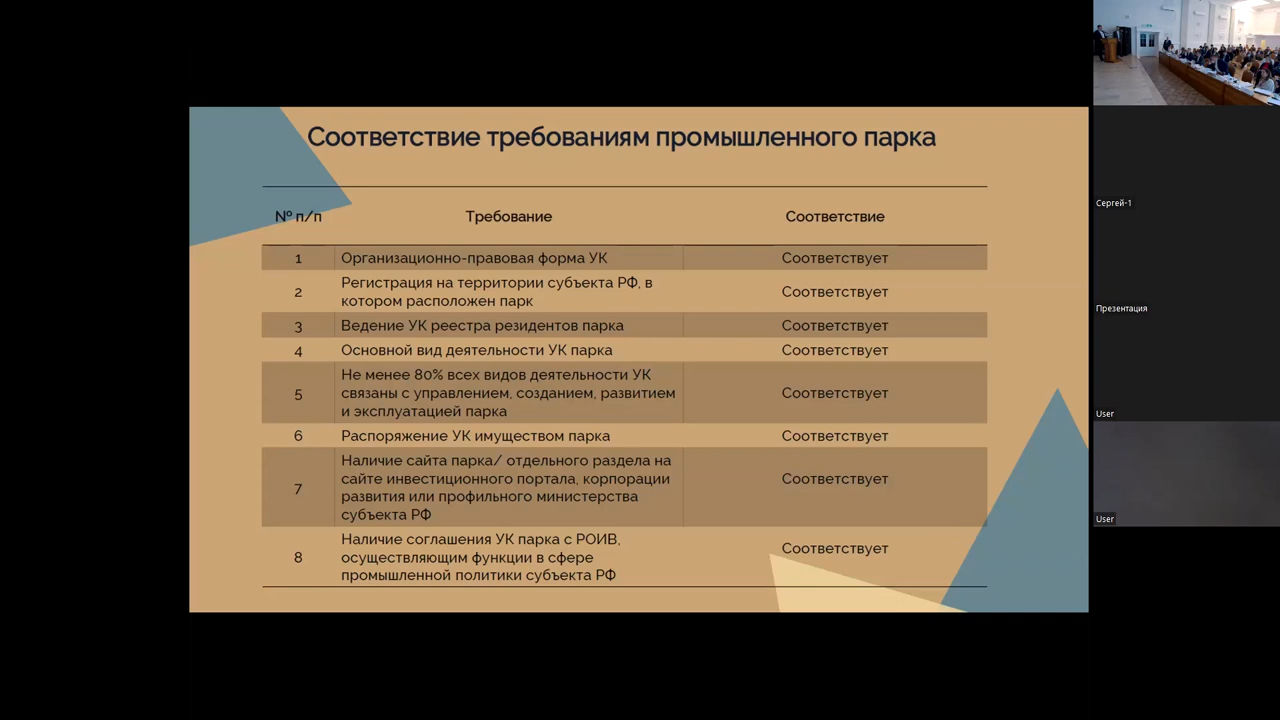 Соответствие требованиям промышленного парка
№ п/п Требование Соответствие
1 Организационно-правовая форма УК Соответствует
2 Регистрация на территории субъекта РФ, в
котором расположен парк Соответствует
3 Ведение УК реестра резидентов парка Соответствует
4 Основной вид деятельности УК парка Соответствует
5 Не менее 80% всех видов деятельности УК
связаны с управлением, созданием, развитием Соответствует
и эксплуатацией парка
6 Распоряжение УК имуществом парка Соответствует
7 Наличие сайта парка/ отдельного раздела на
сайте инвестиционного портала, корпорации Соответствует
развития или профильного министерства
субъекта РФ
8 Наличие соглашения УК парка с РОИВ,
осуществляющим функции в сфере Соответствует
промышленной политики субъекта РФ
Сергей-1
Презентация
User
User